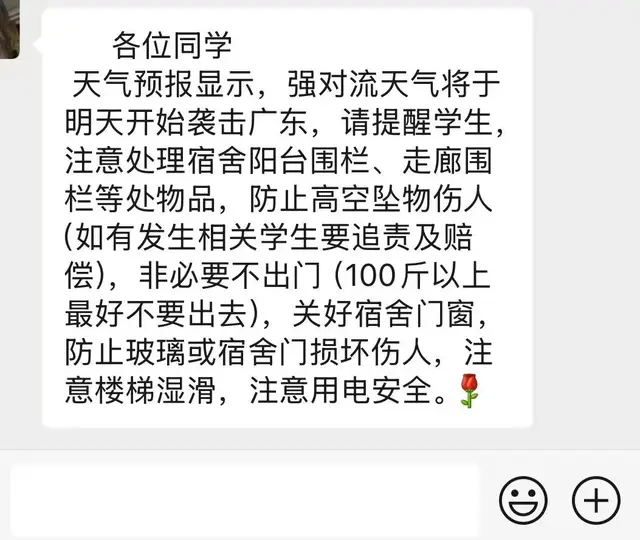 各位同学
天气预报显示，强对流天气将于
明天开始袭击广东，请提醒学生，
注意处理宿舍阳台围栏、走廊围
栏等处物品，防止高空坠物伤人
(如有发生相关学生要追责及赔
偿)，非必要不出门 (100斤以上
最好不要出去)，关好宿舍门窗，
防止玻璃或宿舍门损坏伤人，注
意楼梯湿滑，注意用电安全。🌹